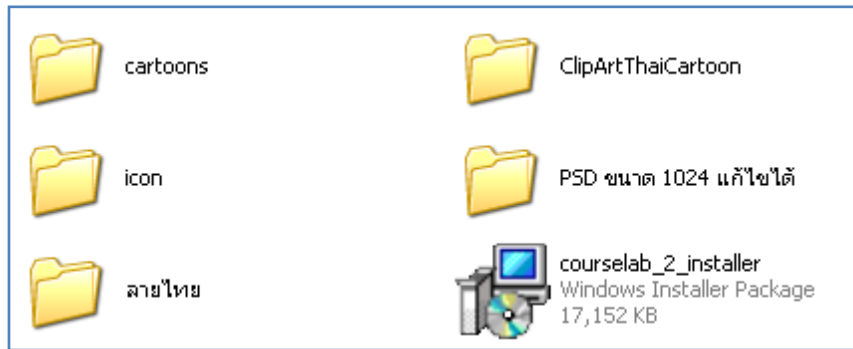 cartoons
ClipArtThaiCartoon
icon
PSD ขนาด 1024 แก้ไขได้
ลายไทย
courselab_2_installer
Windows Installer Package
17,152 KB